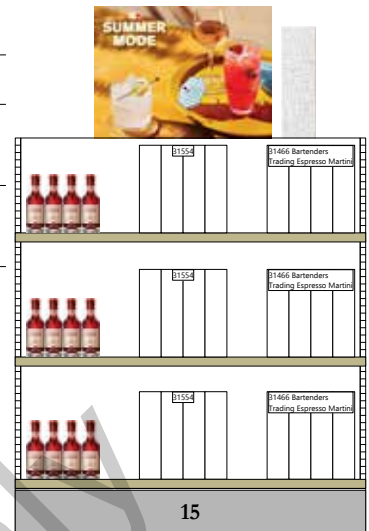 SUMMER
MODE
31554
31466 Bartenders
Trading Espresso Martini
31554
31466 Bartenders
Trading Espresso Martini
31554
31466 Bartenders
Trading Espresso Martini
15